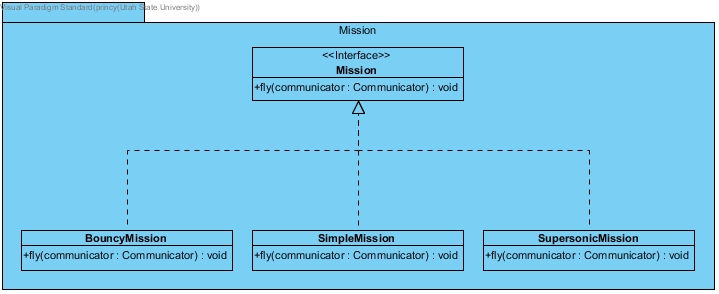 Visual Paradigm Standard(princy(Utah State University))
Mission
<<Interface>>
Mission
+fly(communicator : Communicator) : void
BouncyMission
+fly(communicator : Communicator) : void
SimpleMission
+fly(communicator : Communicator) : void
SupersonicMission
+fly(communicator : Communicator) : void